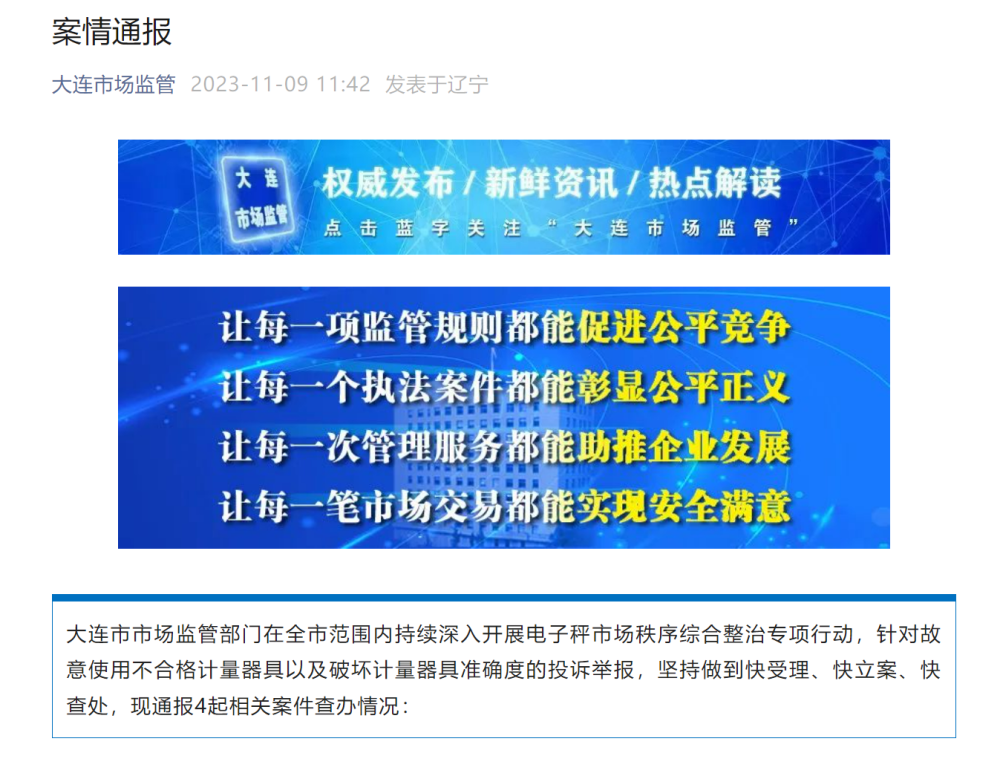 案情通报
大连市场监管 2023-11-09 11:42 发表于辽宁
大连
市场监管
权威发布/新鲜资讯/热点解读
点击蓝字关注“大连市场监管”
让每一项监管规则都能促进公平竞争
让每一个执法案件都能彰显公平正义
让每一次管理服务都能助推企业发展
让每一笔市场交易都能实现安全满意
大连市市场监管部门在全市范围内持续深入开展电子秤市场秩序综合整治专项行动，针对故
意使用不合格计量器具以及破坏计量器具准确度的投诉举报，坚持做到快受理、快立案、快
查处，现通报4起相关案件查办情况：